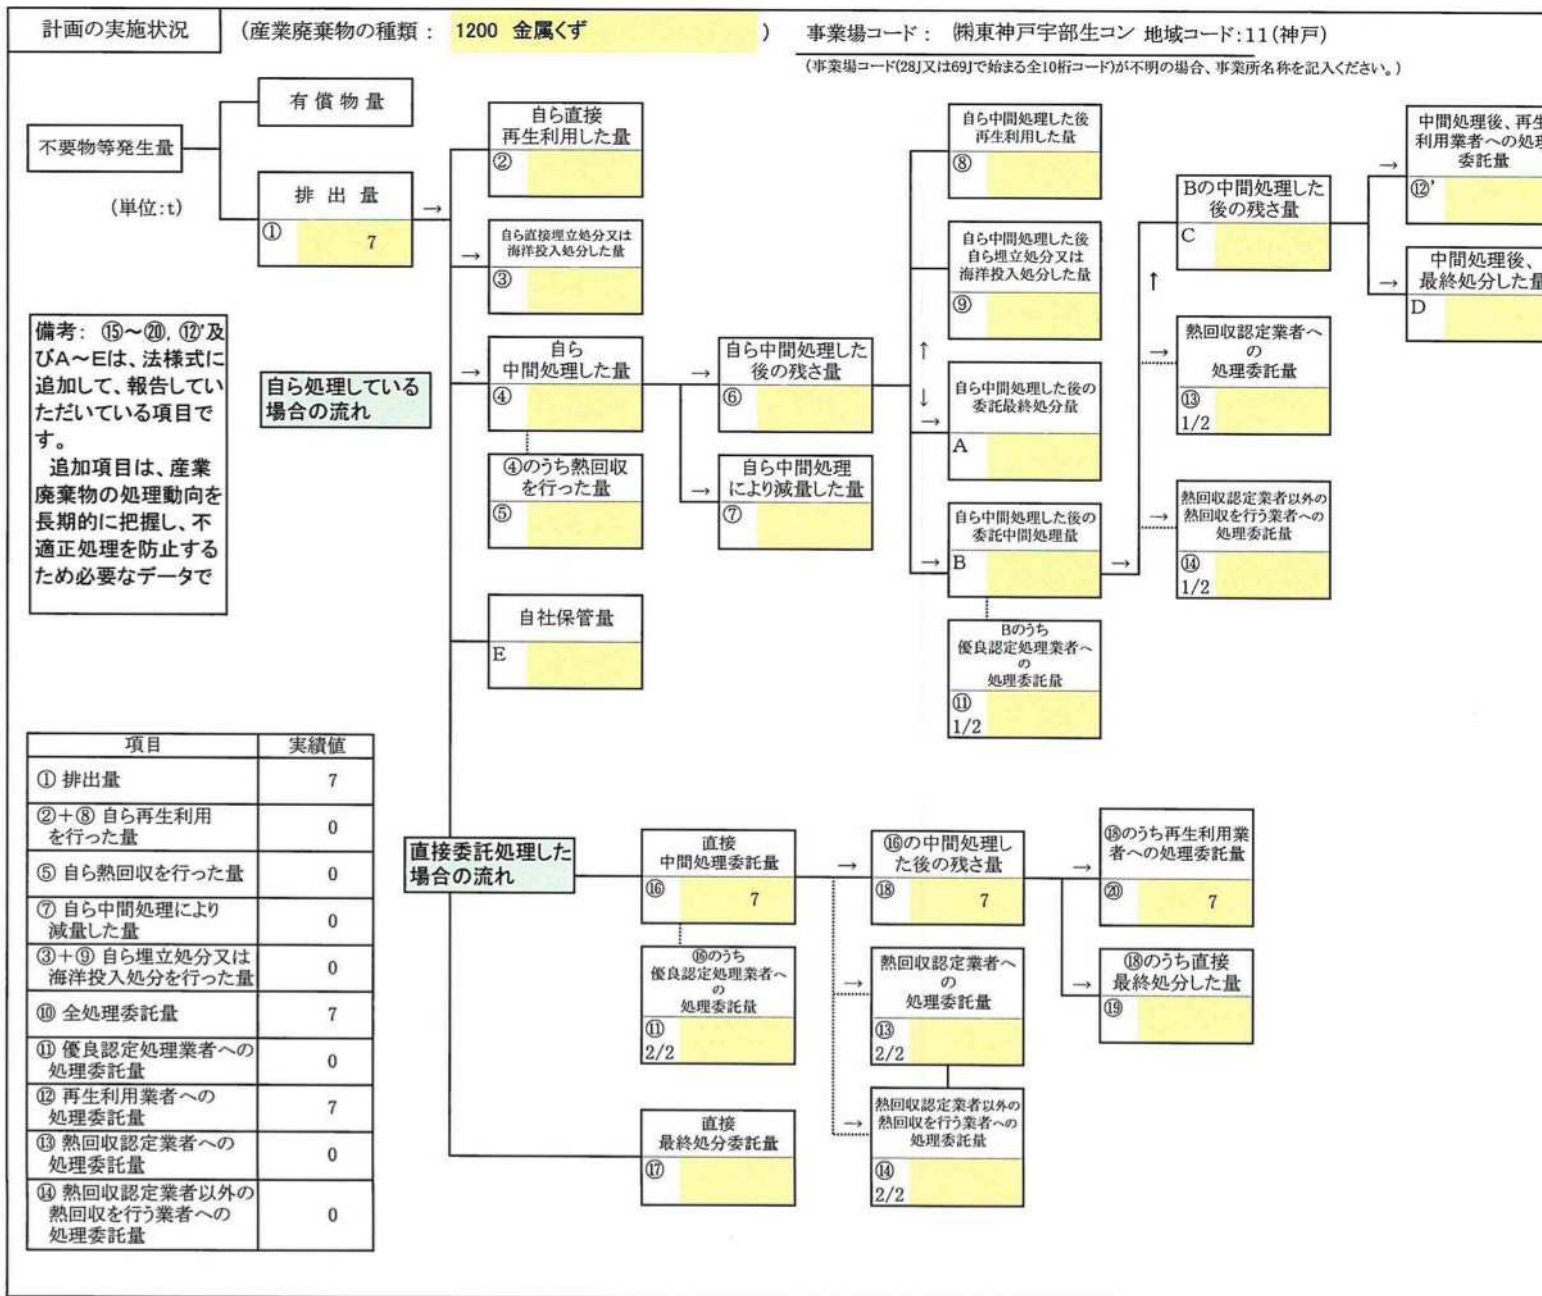 計画の実施状況
(産業廃棄物の種類： 1200 金属くず )
事業場コード： ㈱東神戸宇部生コン 地域コード：11(神戸)
(事業場コード(28｣又は69｣で始まる全10桁コード)が不明の場合、事業所名称を記入ください。)
不要物等発生量
(単位:t)
有償物量
排出量
① 7
→
自ら直接
再生利用した量
②
→
自ら直接埋立処分又は
海洋投入処分した量
③
→
自ら
中間処理した量
④
④のうち熱回収
を行った量
⑤
自社保管量
E
→
自ら中間処理した
後の残さ量
⑥
→
自ら中間処理
により減量した量
⑦
自ら中間処理した後
再生利用した量
⑧
自ら中間処理した後
自ら埋立処分又は
海洋投入処分した量
⑨
↑
↓
→
自ら中間処理した後の
委託最終処分量
A
→
自ら中間処理した後の
委託中間処理量
B
→
Bのうち
優良認定処理業者へ
の
処理委託量
⑪
1/2
Bの中間処理した
後の残さ量
C
↑
→
熱回収認定業者へ
の
処理委託量
⑬
1/2
→
熱回収認定業者以外の
熱回収を行う業者への
処理委託量
⑭
1/2
→
中間処理後、再生
利用業者への処理
委託量
⑫'
→
中間処理後、
最終処分した量
D
備考： ⑮～⑳, ⑫'及
びA～Eは、法様式に
追加して、報告してい
ただいている項目で
す。
追加項目は、産業
廃棄物の処理動向を
長期的に把握し、不
適正処理を防止する
ため必要なデータで
自ら処理している
場合の流れ
項目 実績値
① 排出量 7
②＋⑧ 自ら再生利用
を行った量 0
⑤ 自ら熱回収を行った量 0
⑦ 自ら中間処理により
減量した量 0
③＋⑨ 自ら埋立処分又は
海洋投入処分を行った量 0
⑩ 全処理委託量 7
⑪ 優良認定処理業者への
処理委託量 0
⑫ 再生利用業者への
処理委託量 7
⑬ 熱回収認定業者への
処理委託量 0
⑭ 熱回収認定業者以外の
熱回収を行う業者への
処理委託量 0
直接委託処理した
場合の流れ
直接
中間処理委託量
⑯ 7
⑯のうち
優良認定処理業者へ
の
処理委託量
⑪
2/2
直接
最終処分委託量
⑰
→
⑯の中間処理し
た後の残さ量
⑱ 7
→
熱回収認定業者へ
の
処理委託量
⑬
2/2
→
熱回収認定業者以外の
熱回収を行う業者への
処理委託量
⑭
2/2
→
⑱のうち再生利用業
者への処理委託量
⑳ 7
→
⑱のうち直接
最終処分した量
⑲